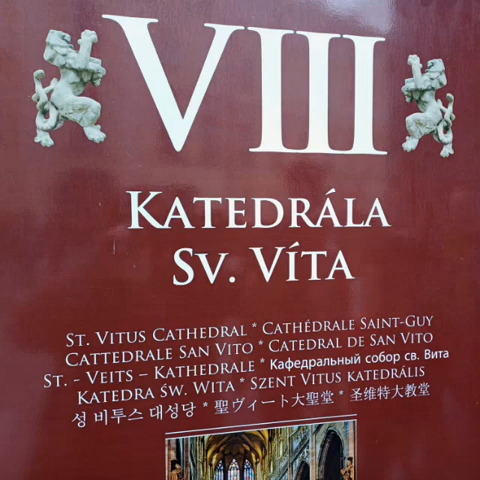 VIII
KATEDRÁLA
SV. VÍTA
ST. VITUS CATHEDRAL * CATHÉDRALE SAINT-GUY
CATTEDRALE SAN VITO * CATEDRAL DE SAN VITO
ST. - VEITS – KATHEDRALE * Кафедральный собор св. Вита
KATEDRA ŚW. WITA * SZENT VITUS KATEDRÁLIS
성 비투스 대성당 * 聖ヴィート大聖堂 * 圣维特大教堂